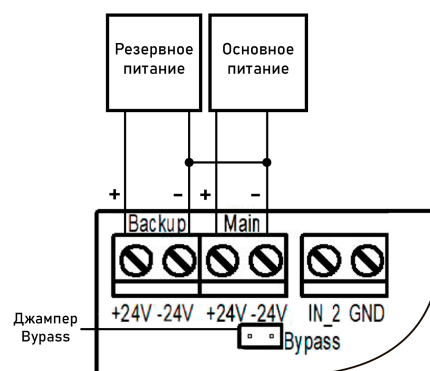 Резервное
питание
Основное
питание
+ – + –
Backup Main
+24V -24V +24V -24V IN_2 GND
Джампер
Bypass
Bypass